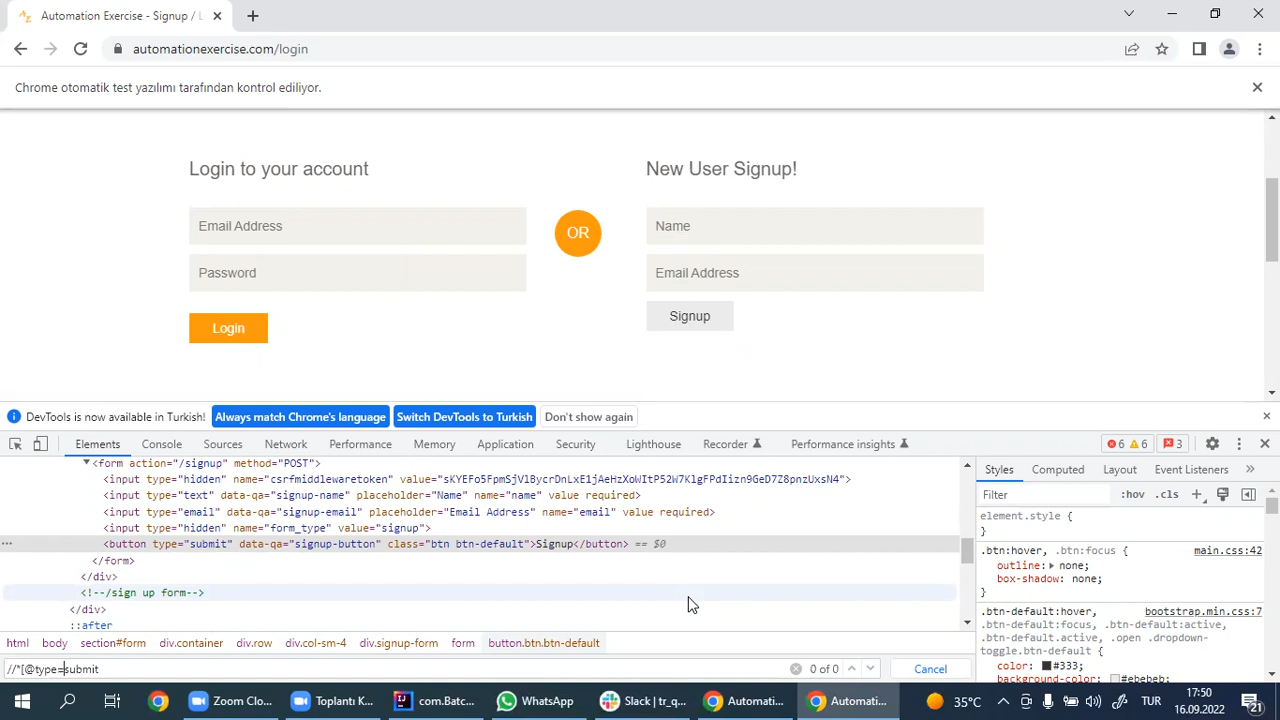 Automation Exercise - Signup / L
automationexercise.com/login
Chrome otomatik test yazılımı tarafından kontrol ediliyor.
Login to your account
New User Signup!
Email Address
OR
Name
Password
Email Address
Login
Signup
DevTools is now available in Turkish!
Always match Chrome's language
Switch DevTools to Turkish
Don't show again
Elements
Console
Sources
Network
Performance
Memory
Application
Security
Lighthouse
Recorder
Performance insights
6
6
3
<form action="/signup" method="POST">
<input type="hidden" name="csrfmiddlewaretoken" value="sKYEFo5FpmSjVl8ycrDnLxE1jAeHzXoWItP52W7KlgFPdIizn9GeD7Z8pnzUxsN4">
<input type="text" data-qa="signup-name" placeholder="Name" name="name" value required>
<input type="email" data-qa="signup-email" placeholder="Email Address" name="email" value required>
<input type="hidden" name="form_type" value="signup">
<button type="submit" data-qa="signup-button" class="btn btn-default">Signup</button> == $0
</form>
</div>
<!--/sign up form-->
</div>
::after
html
body
section#form
div.container
div.row
div.col-sm-4
div.signup-form
form
button.btn.btn-default
//*[@type=submit
0 of 0
Cancel
Styles
Computed
Layout
Event Listeners
Filter
:hov
.cls
element.style {
}
.btn:hover, .btn:focus {
main.css:42
outline: none;
box-shadow: none;
}
.btn-default:hover,
bootstrap.min.css:7
.btn-default:focus, .btn-default:active,
.btn-default.active, .open .dropdown-
toggle.btn-default {
color: #333;
background-color: #ebebeb;
Zoom Clo...
Toplantı K...
com.Batc...
WhatsApp
Slack | tr_q...
Automati...
Automati...
35°C
TUR
17:50
16.09.2022
21